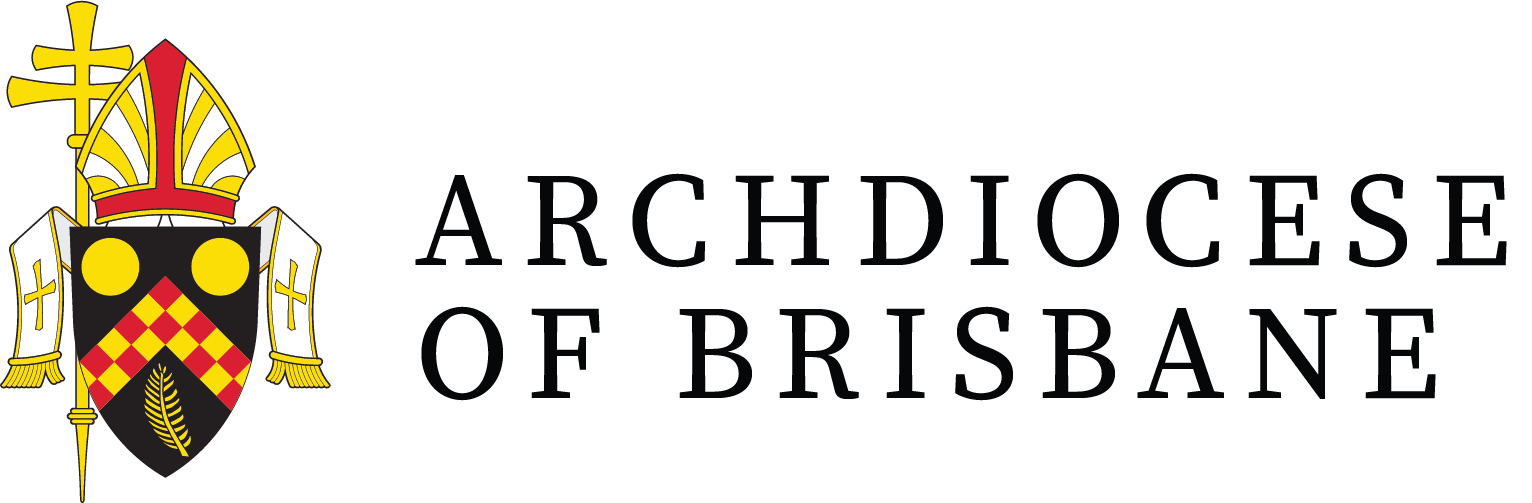 ARCHDIOCESE
OF BRISBANE